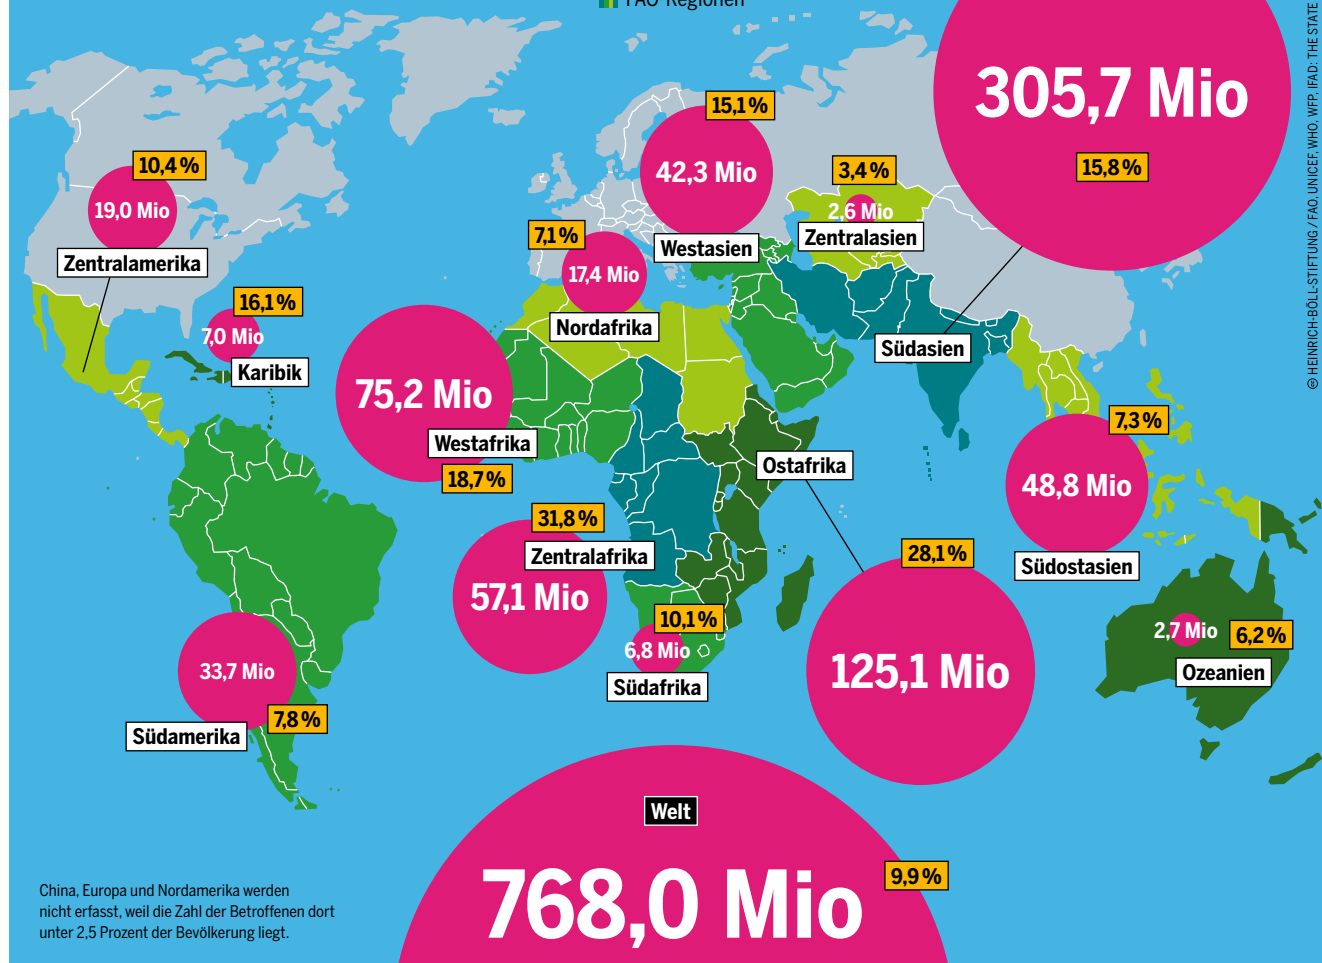 FAO-Regionen
305,7 Mio
15,8 %
15,1 %
42,3 Mio
Westasien
3,4 %
2,6 Mio
Zentralasien
10,4 %
19,0 Mio
Zentralamerika
7,1 %
17,4 Mio
Nordafrika
16,1 %
7,0 Mio
Karibik
Südasien
75,2 Mio
Westafrika
18,7 %
Ostafrika
7,3 %
48,8 Mio
Südostasien
31,8 %
Zentralafrika
57,1 Mio
28,1 %
125,1 Mio
10,1 %
6,8 Mio
Südafrika
2,7 Mio
6,2 %
Ozeanien
33,7 Mio
7,8 %
Südamerika
Welt
768,0 Mio
9,9 %
China, Europa und Nordamerika werden
nicht erfasst, weil die Zahl der Betroffenen dort
unter 2,5 Prozent der Bevölkerung liegt.
© HEINRICH-BÖLL-STIFTUNG / FAO, UNICEF, WHO, WFP, IFAD: THE STATE